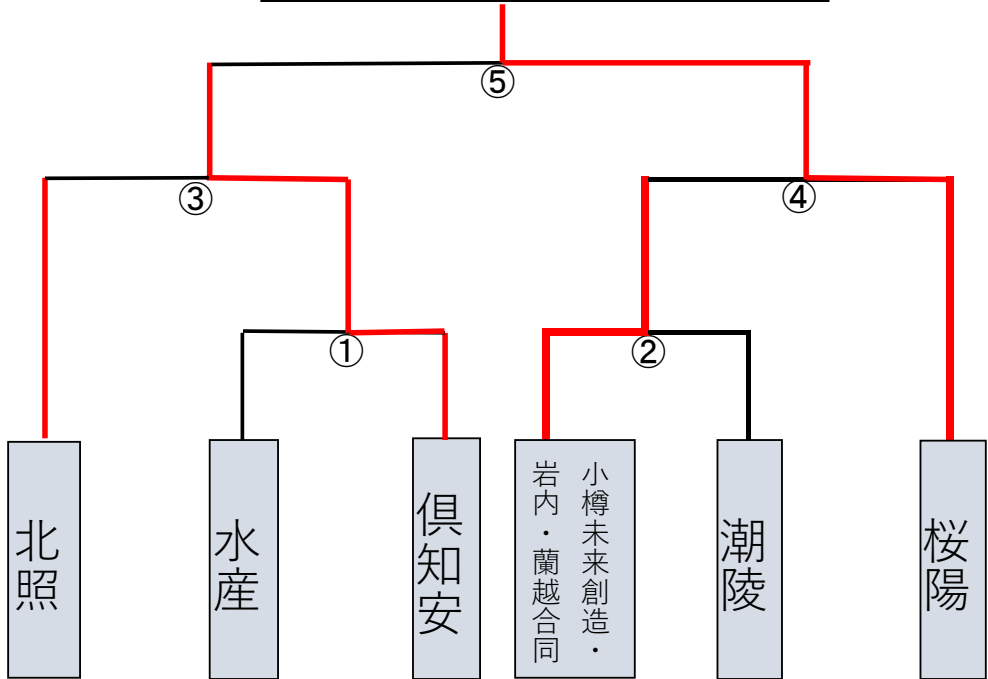 ⑤
③
④
①
②
北照
水産
倶知安
小樽未来創造・
岩内・蘭越合同
潮陵
桜陽